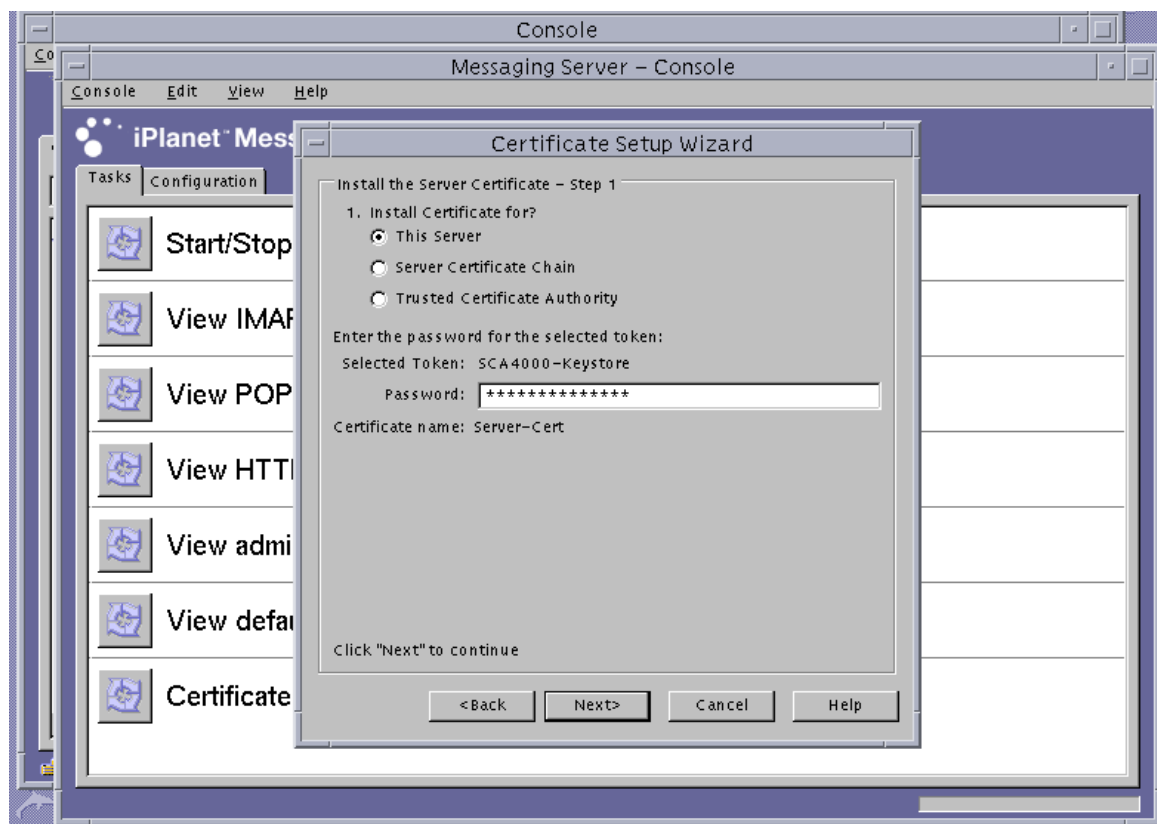 Console
Co
Messaging Server – Console
Console Edit View Help
iPlanet™ Mess
Certificate Setup Wizard
Tasks Configuration
Install the Server Certificate – Step 1
1. Install Certificate for?
This Server
Start/Stop
Server Certificate Chain
Trusted Certificate Authority
View IMAP
Enter the password for the selected token:
Selected Token: SCA4000-Keystore
View POP
Password: **************
Certificate name: Server-Cert
View HTT
View admi
View defau
Click "Next" to continue
Certificate
<Back Next> Cancel Help